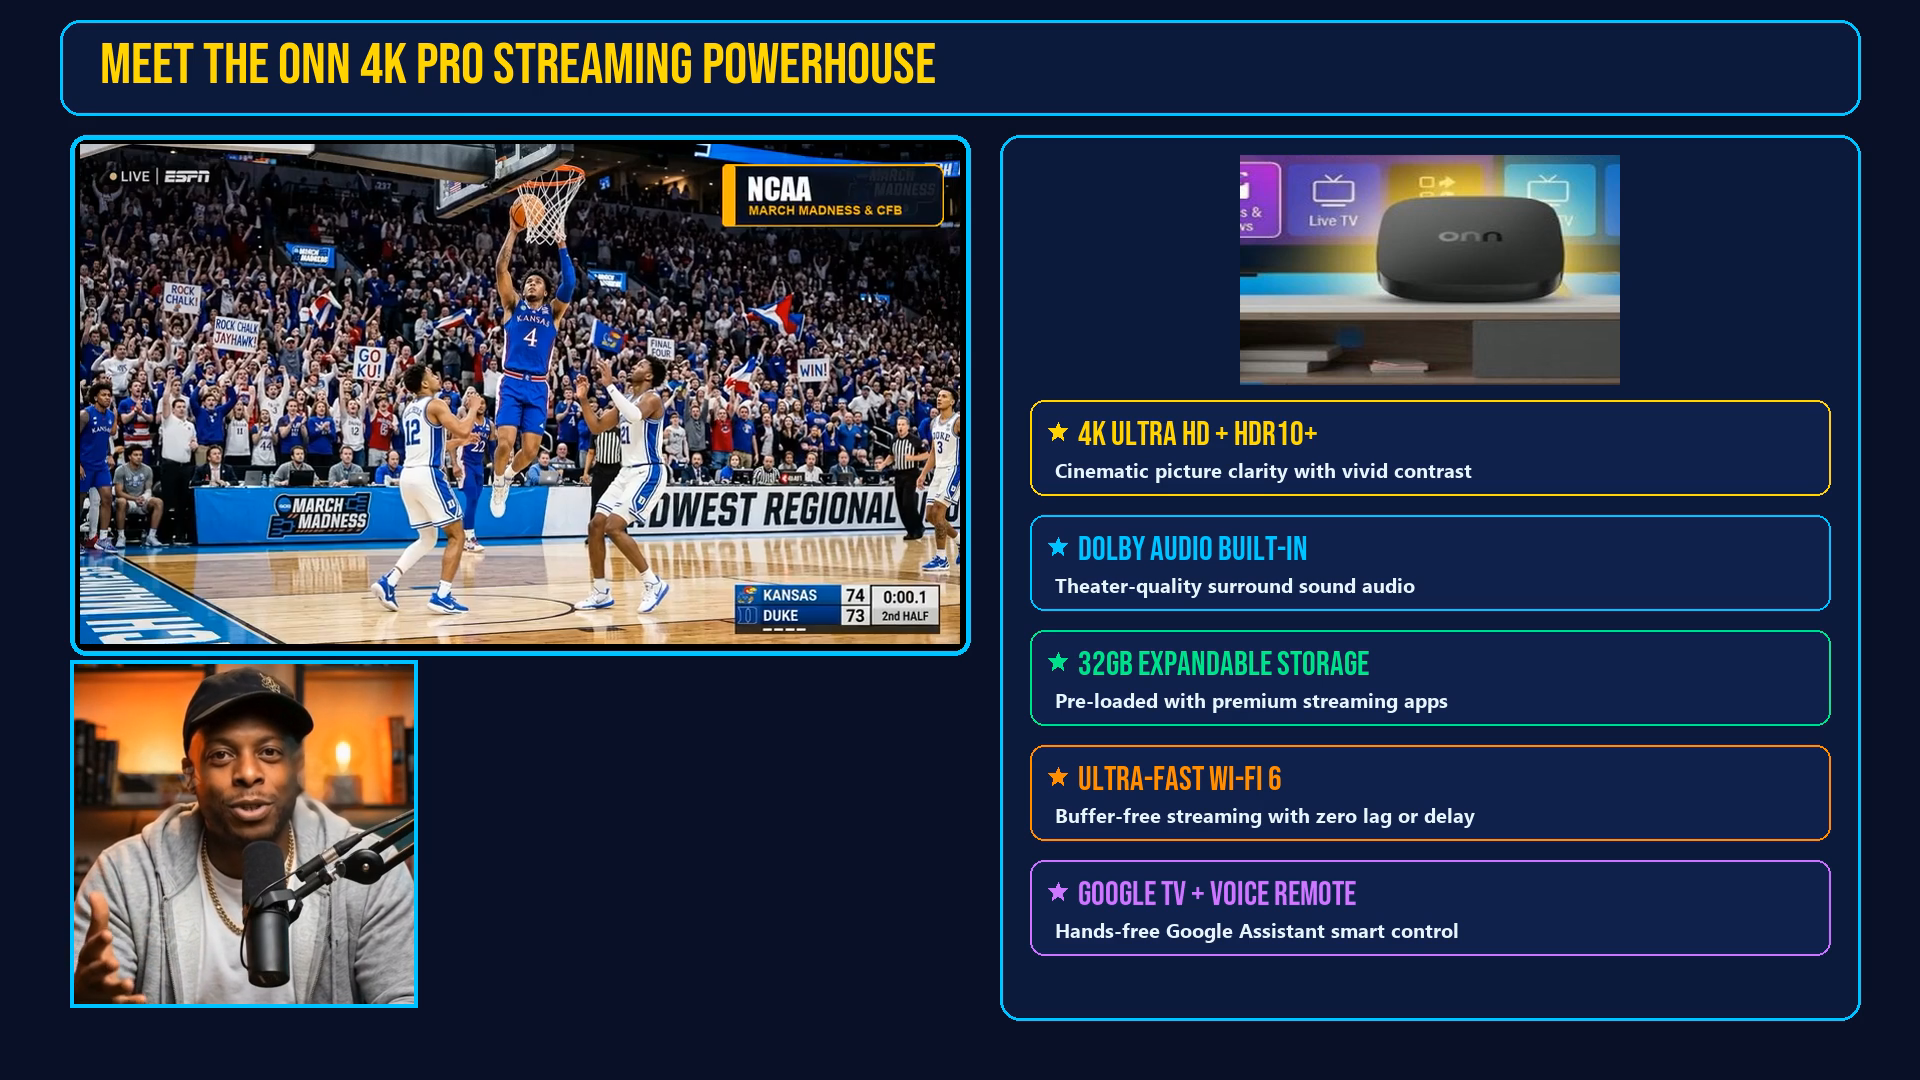 MEET THE ONN 4K PRO STREAMING POWERHOUSE
LIVE | ESPN
NCAA
MARCH MADNESS & CFB
ROCK CHALK!
ROCK CHALK JAYHAWK!
GO KU!
FINAL FOUR
WIN!
KANSAS
4
12
21
22
DUKE
3
MARCH MADNESS
DWEST REGIONAL
KANSAS 74 0:00.1
DUKE 73 2nd HALF
Live TV
onn
★ 4K ULTRA HD + HDR10+
Cinematic picture clarity with vivid contrast
★ DOLBY AUDIO BUILT-IN
Theater-quality surround sound audio
★ 32GB EXPANDABLE STORAGE
Pre-loaded with premium streaming apps
★ ULTRA-FAST WI-FI 6
Buffer-free streaming with zero lag or delay
★ GOOGLE TV + VOICE REMOTE
Hands-free Google Assistant smart control